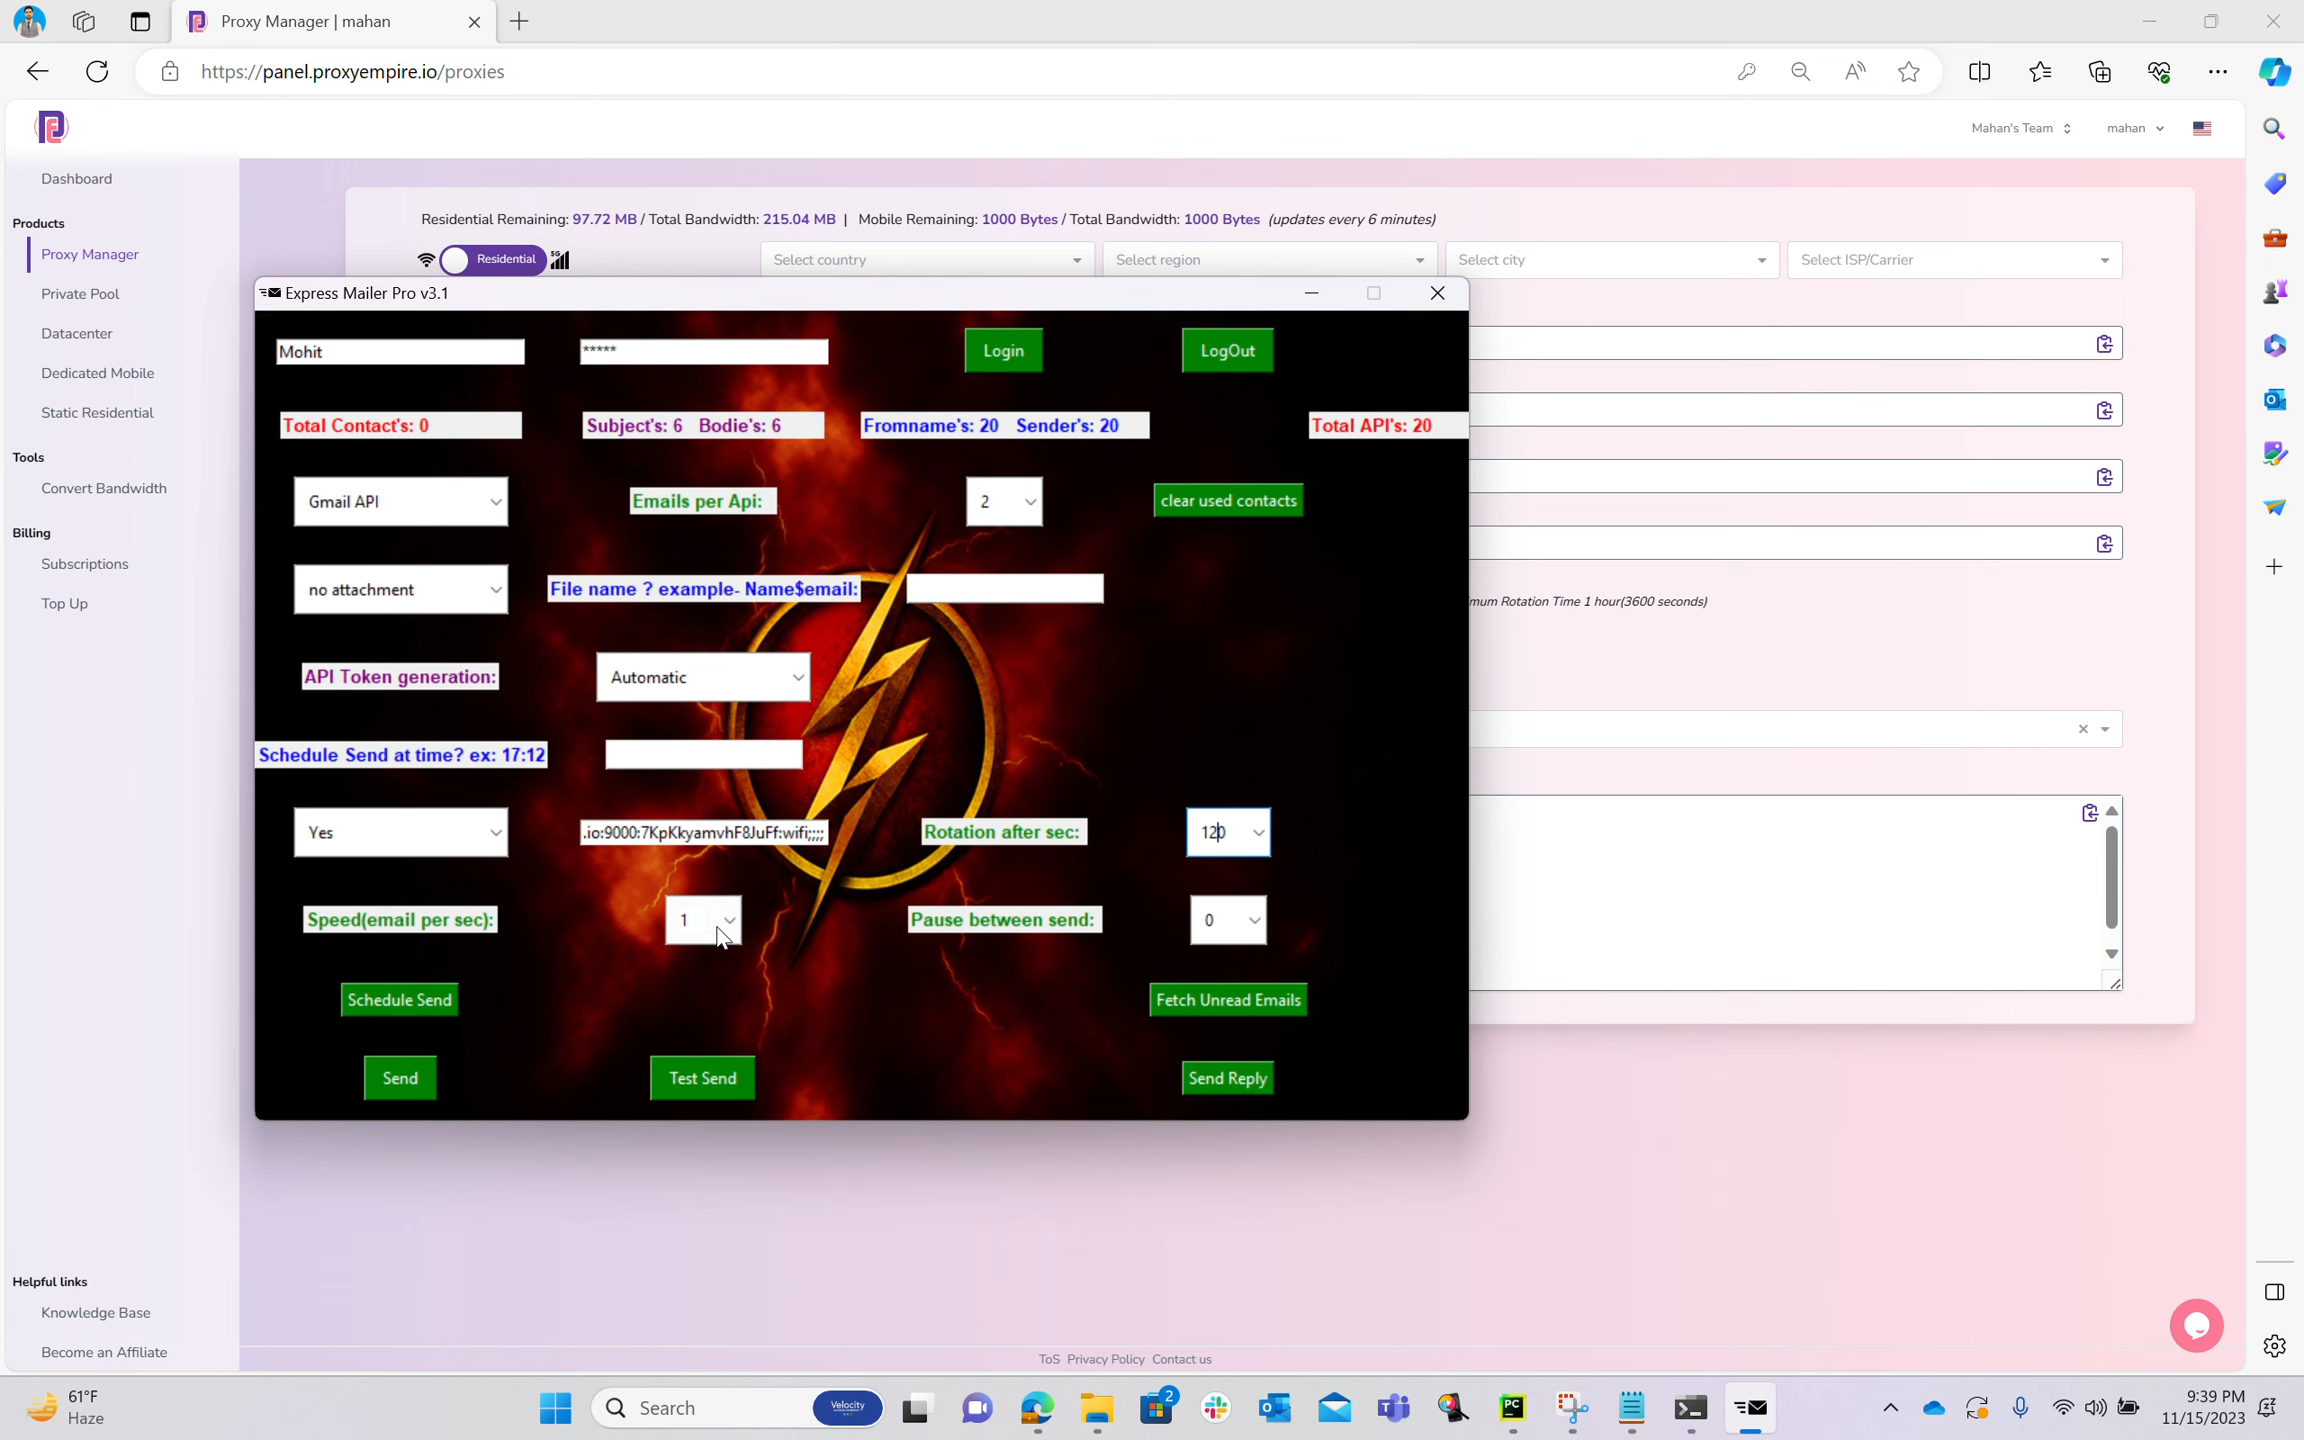 Proxy Manager | mahan
https://panel.proxyempire.io/proxies
Mahan's Team
mahan
Dashboard
Products
Proxy Manager
Private Pool
Datacenter
Dedicated Mobile
Static Residential
Tools
Convert Bandwidth
Billing
Subscriptions
Top Up
Helpful links
Knowledge Base
Become an Affiliate
Residential Remaining: 97.72 MB / Total Bandwidth: 215.04 MB | Mobile Remaining: 1000 Bytes / Total Bandwidth: 1000 Bytes (updates every 6 minutes)
Residential 5G Select country Select region Select city Select ISP/Carrier
Rotation Time 1 hour(3600 seconds)
Express Mailer Pro v3.1
Mohit ***** Login LogOut
Total Contact's: 0 Subject's: 6 Bodie's: 6 Fromname's: 20 Sender's: 20 Total API's: 20
Gmail API Emails per Api: 2 clear used contacts
no attachment File name ? example- Name$email:
API Token generation: Automatic
Schedule Send at time? ex: 17:12
Yes .io:9000:7KpKkyamvhF8JuFf:wifi;;;; Rotation after sec: 120
Speed(email per sec): 1 Pause between send: 0
Schedule Send Fetch Unread Emails
Send Test Send Send Reply
ToS Privacy Policy Contact us
61°F
Haze
Search
Velocity
2
PC
9:39 PM
11/15/2023